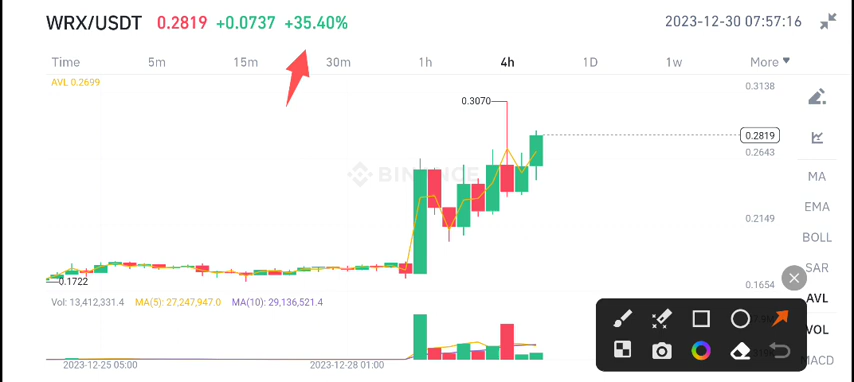 WRX/USDT 0.2819 +0.0737 +35.40% 2023-12-30 07:57:16
Time 5m 15m 30m 1h 4h 1D 1w More
AVL 0.2699
0.3138
0.3070
0.2819
0.2643
BINANCE
MA
EMA
0.2149
BOLL
SAR
0.1722
0.1654
AVL
Vol: 13,412,331.4 MA(5): 27,247,947.0 MA(10): 29,136,521.4
VOL
MACD
2023-12-25 05:00 2023-12-28 01:00